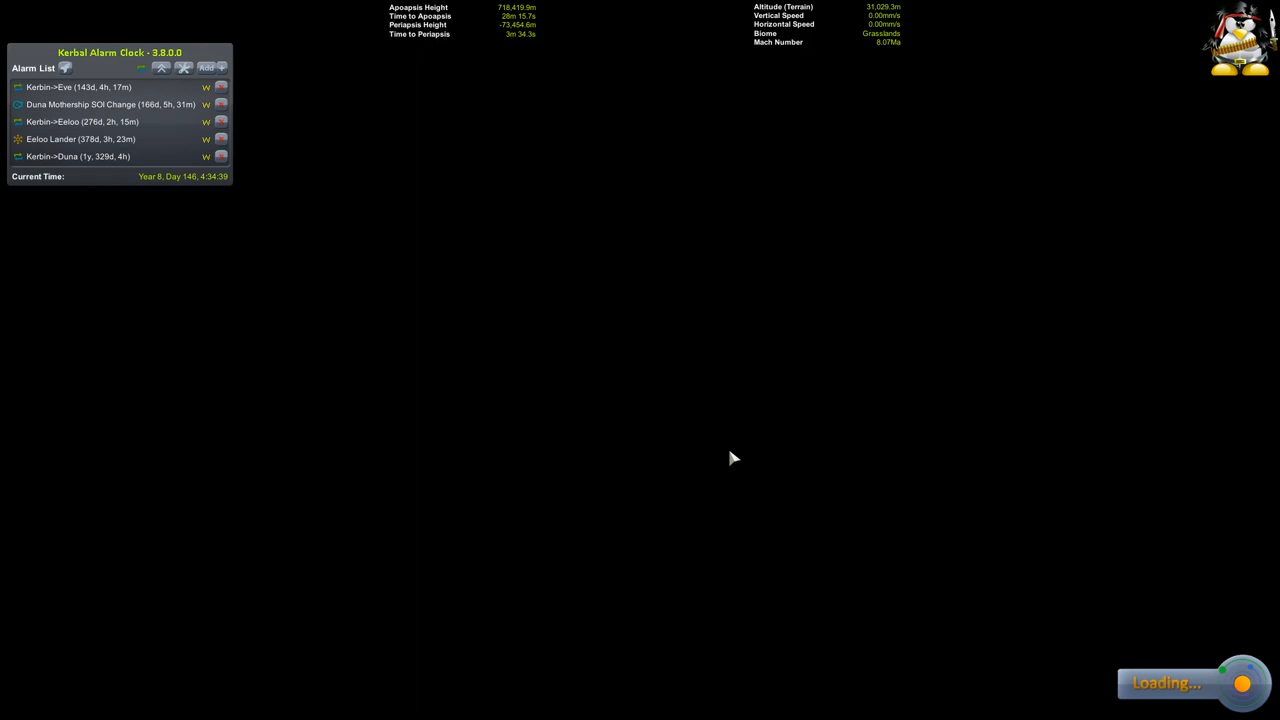 Apoapsis Height 718,419.9m
Time to Apoapsis 28m 15.7s
Periapsis Height -73,454.6m
Time to Periapsis 3m 34.3s
Altitude (Terrain) 31,029.3m
Vertical Speed 0.00mm/s
Horizontal Speed 0.00mm/s
Biome Grasslands
Mach Number 8.07Ma
Kerbal Alarm Clock - 3.8.0.0
Alarm List Add +
Kerbin->Eve (143d, 4h, 17m) W
Duna Mothership SOI Change (166d, 5h, 31m) W
Kerbin->Eeloo (276d, 2h, 15m) W
Eeloo Lander (378d, 3h, 23m) W
Kerbin->Duna (1y, 329d, 4h) W
Current Time: Year 8, Day 146, 4:34:39
Loading...